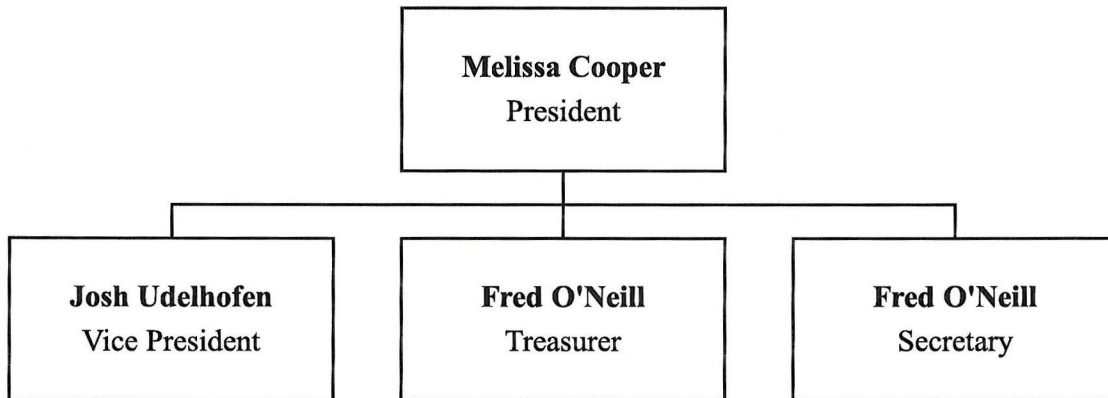 Melissa Cooper
President
Josh Udelhofen
Vice President
Fred O'Neill
Treasurer
Fred O'Neill
Secretary